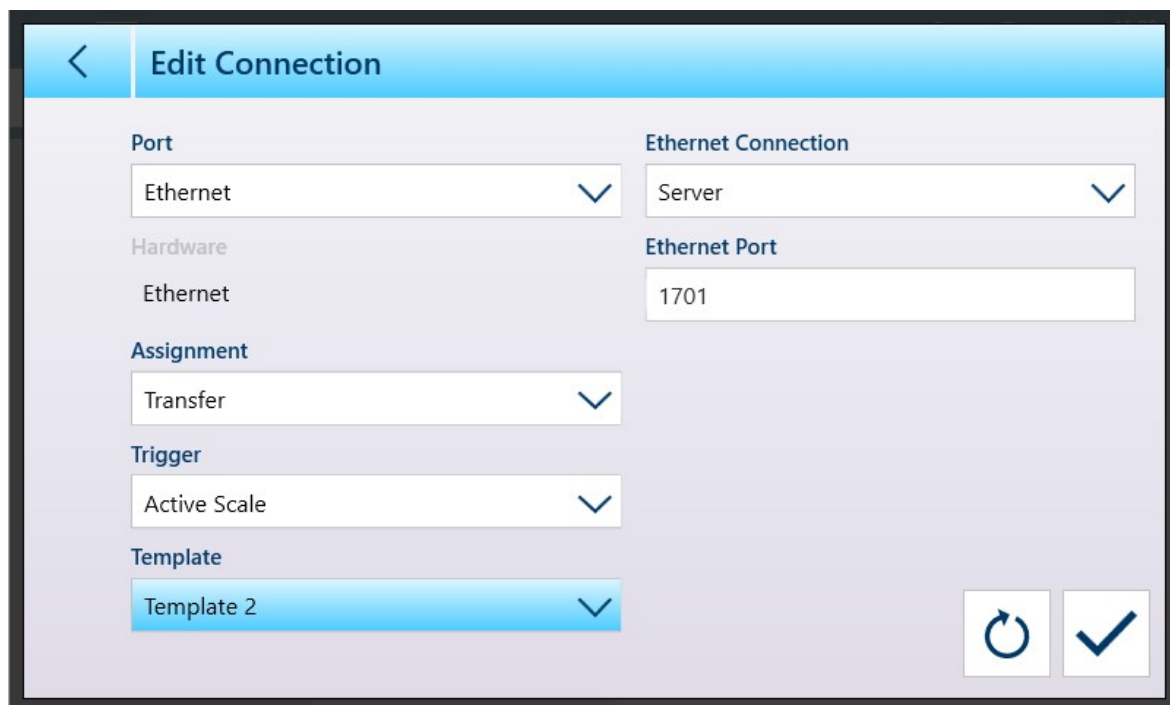 Edit Connection
Port
Ethernet
Hardware
Ethernet
Assignment
Transfer
Trigger
Active Scale
Template
Template 2
Ethernet Connection
Server
Ethernet Port
1701